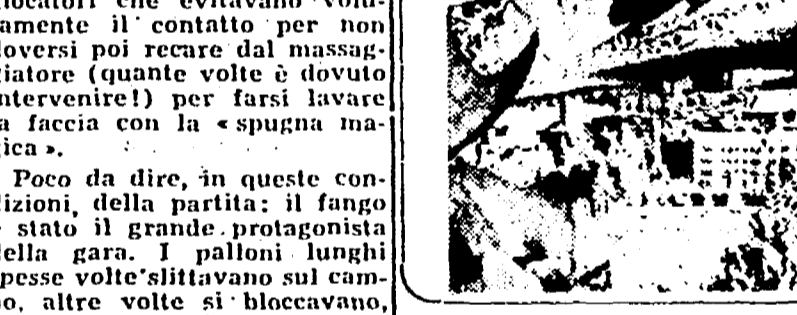 giocatori che evitavano volu-
amente il contatto per non
doversi poi recare dal massag-
giatore (quante volte è dovuto
intervenire!) per farsi lavare
la faccia con la « spugna ma-
gica ».
Poco da dire, in queste con-
dizioni, della partita: il fango
stato il grande protagonista
della gara. I palloni lunghi
spesse volte slittavano sul cam-
po, altre volte si bloccavano,